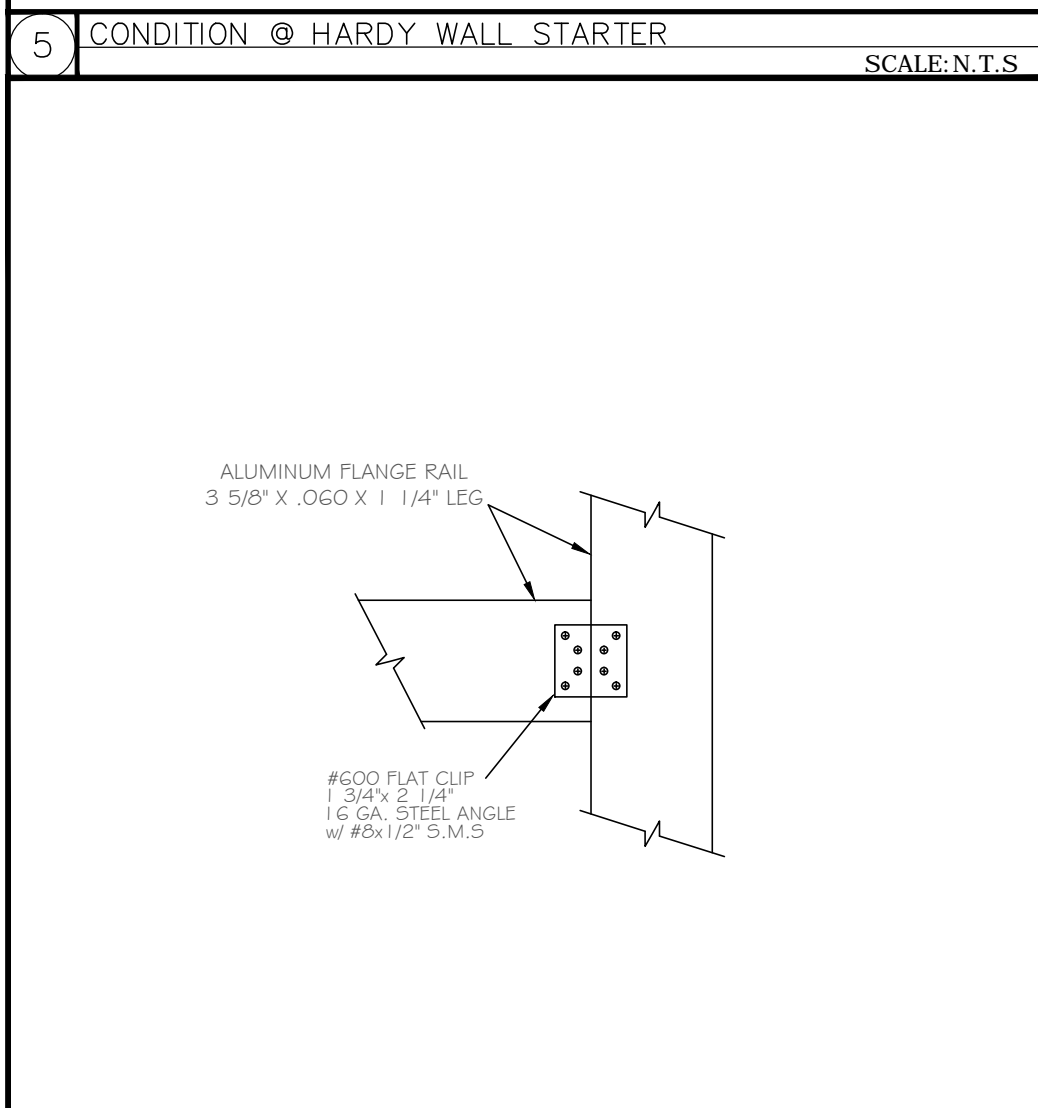 5
CONDITION @ HARDY WALL STARTER
SCALE: N.T.S
ALUMINUM FLANGE RAIL
3 5/8" X .060 X 1 1/4" LEG
#600 FLAT CLIP
1 3/4"x 2 1/4"
16 GA. STEEL ANGLE
w/ #8x1/2" S.M.S